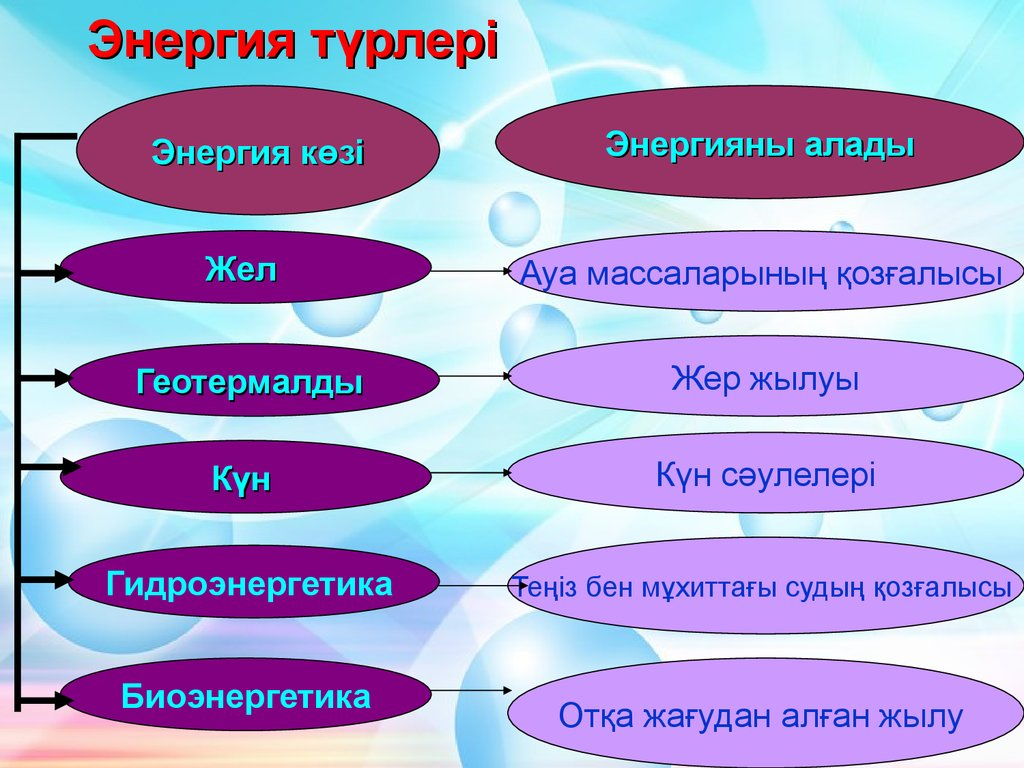 Энергия түрлері
Энергия көзі
Энергияны алады
Жел
Ауа массаларының қозғалысы
Геотермалды
Жер жылуы
Күн
Күн сәулелері
Гидроэнергетика
Теңіз бен мұхиттағы судың қозғалысы
Биоэнергетика
Отқа жағудан алған жылу